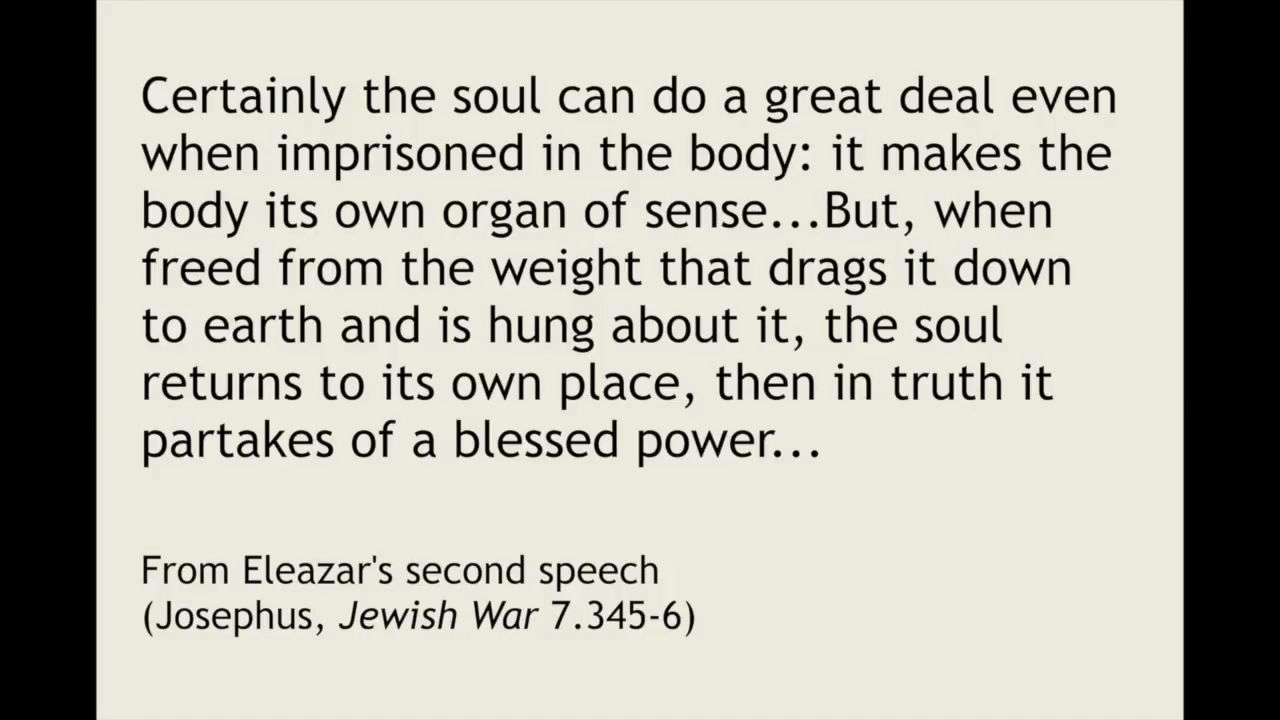 Certainly the soul can do a great deal even
when imprisoned in the body: it makes the
body its own organ of sense...But, when
freed from the weight that drags it down
to earth and is hung about it, the soul
returns to its own place, then in truth it
partakes of a blessed power...
From Eleazar's second speech
(Josephus, Jewish War 7.345-6)